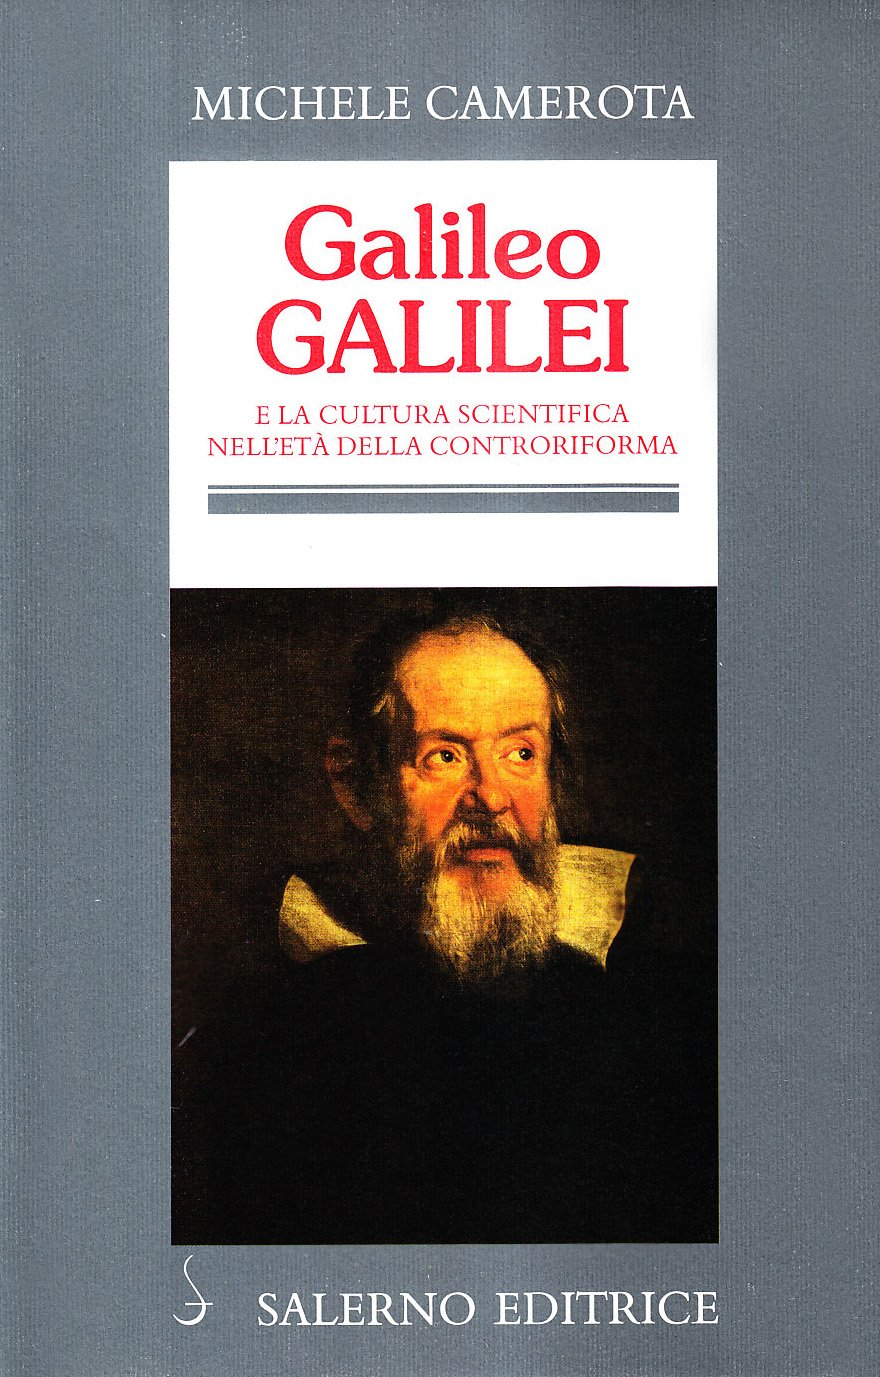 MICHELE CAMEROTA
Galileo
GALILEI
E LA CULTURA SCIENTIFICA
NELL'ETÀ DELLA CONTRORIFORMA
SALERNO EDITRICE